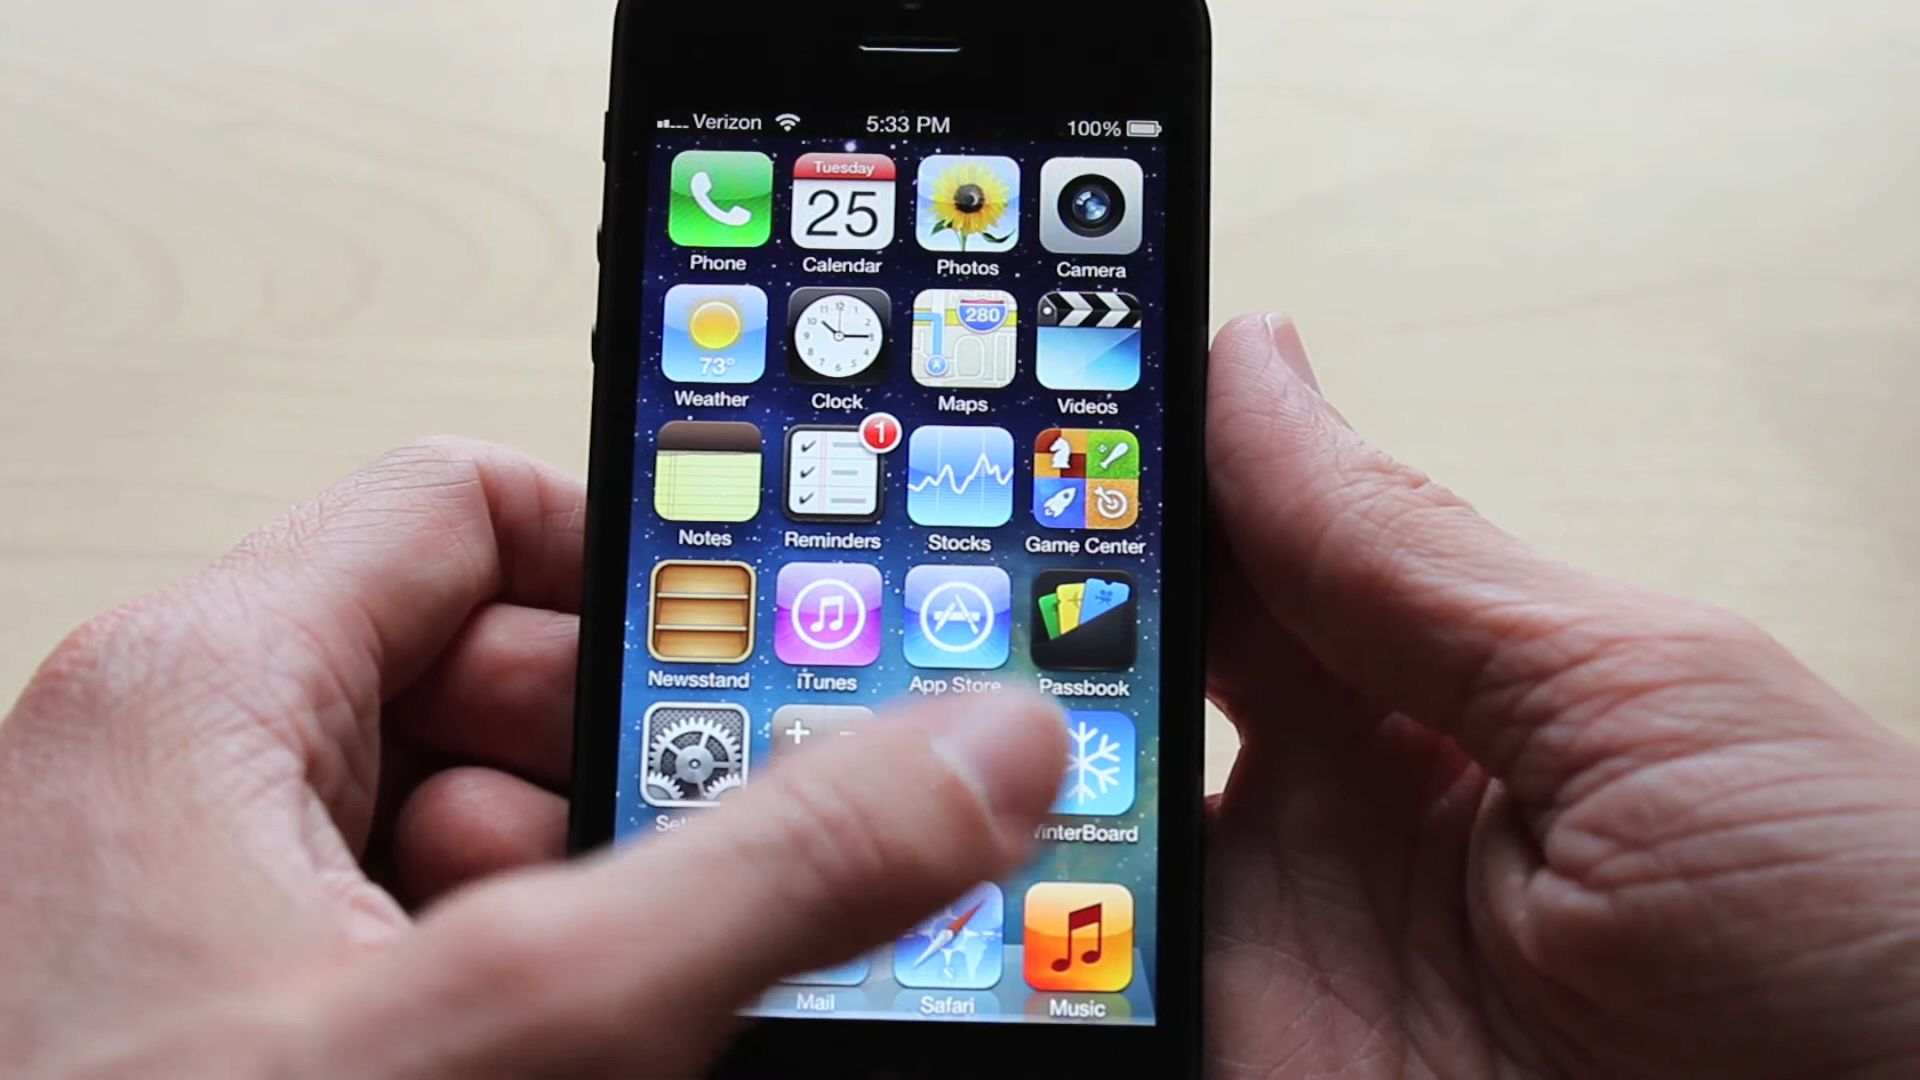 Verizon 5:33 PM 100%
Tuesday
25
Phone Calendar Photos Camera
280
73°
Weather Clock Maps Videos
1
Notes Reminders Stocks Game Center
Newsstand iTunes App Store Passbook
Mail Safari Music